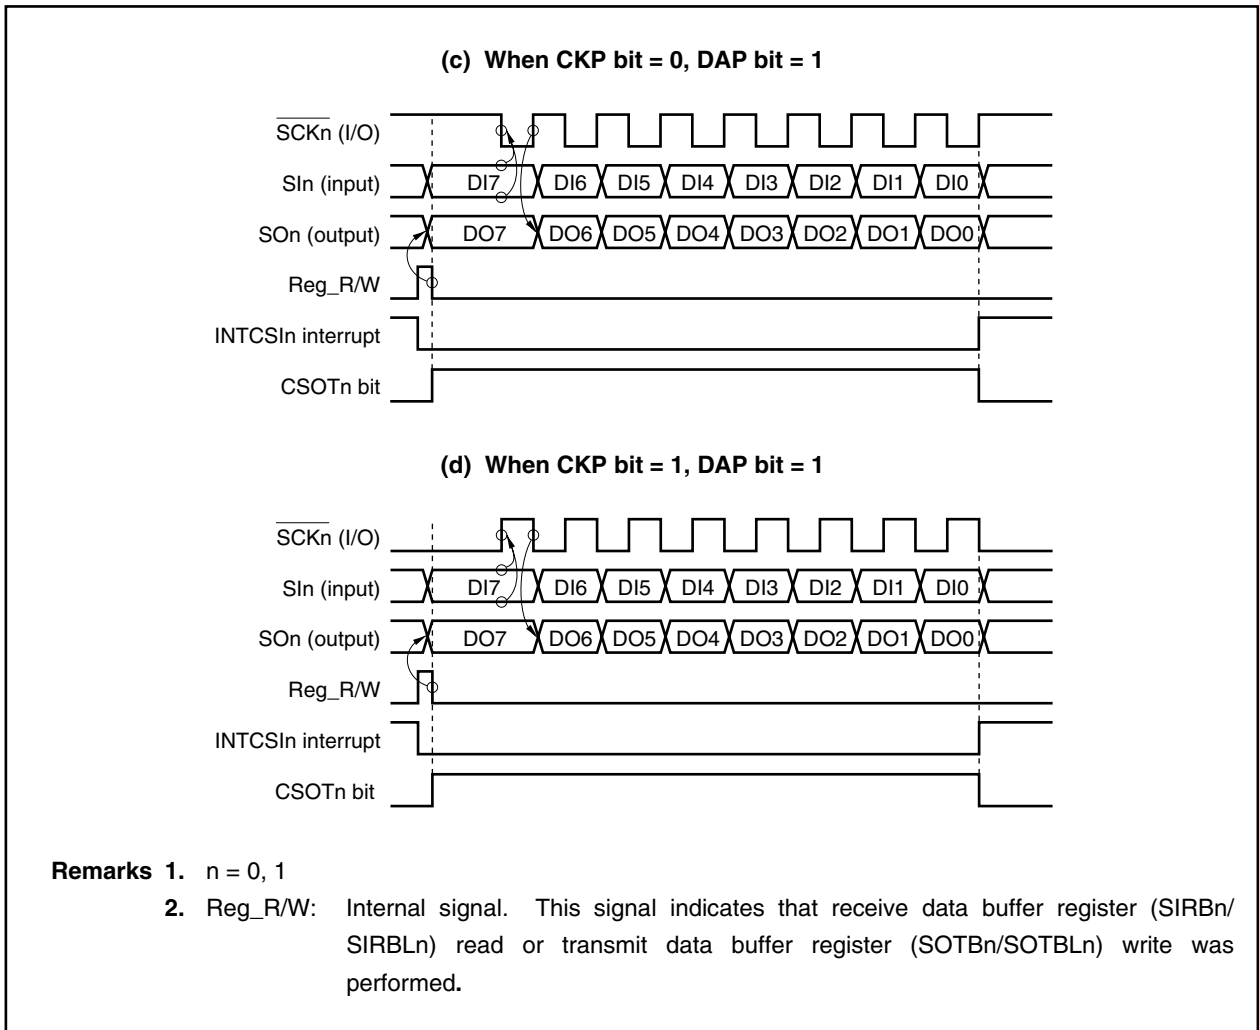 (c) When CKP bit = 0, DAP bit = 1
SCKn (I/O)
SIn (input)
DI7 DI6 DI5 DI4 DI3 DI2 DI1 DI0
SOn (output)
DO7 DO6 DO5 DO4 DO3 DO2 DO1 DO0
Reg_R/W
INTCSIn interrupt
CSOTn bit
(d) When CKP bit = 1, DAP bit = 1
SCKn (I/O)
SIn (input)
DI7 DI6 DI5 DI4 DI3 DI2 DI1 DI0
SOn (output)
DO7 DO6 DO5 DO4 DO3 DO2 DO1 DO0
Reg_R/W
INTCSIn interrupt
CSOTn bit
Remarks 1. n = 0, 1
2. Reg_R/W: Internal signal. This signal indicates that receive data buffer register (SIRBn/
SIRBLn) read or transmit data buffer register (SOTBn/SOTBLn) write was
performed.